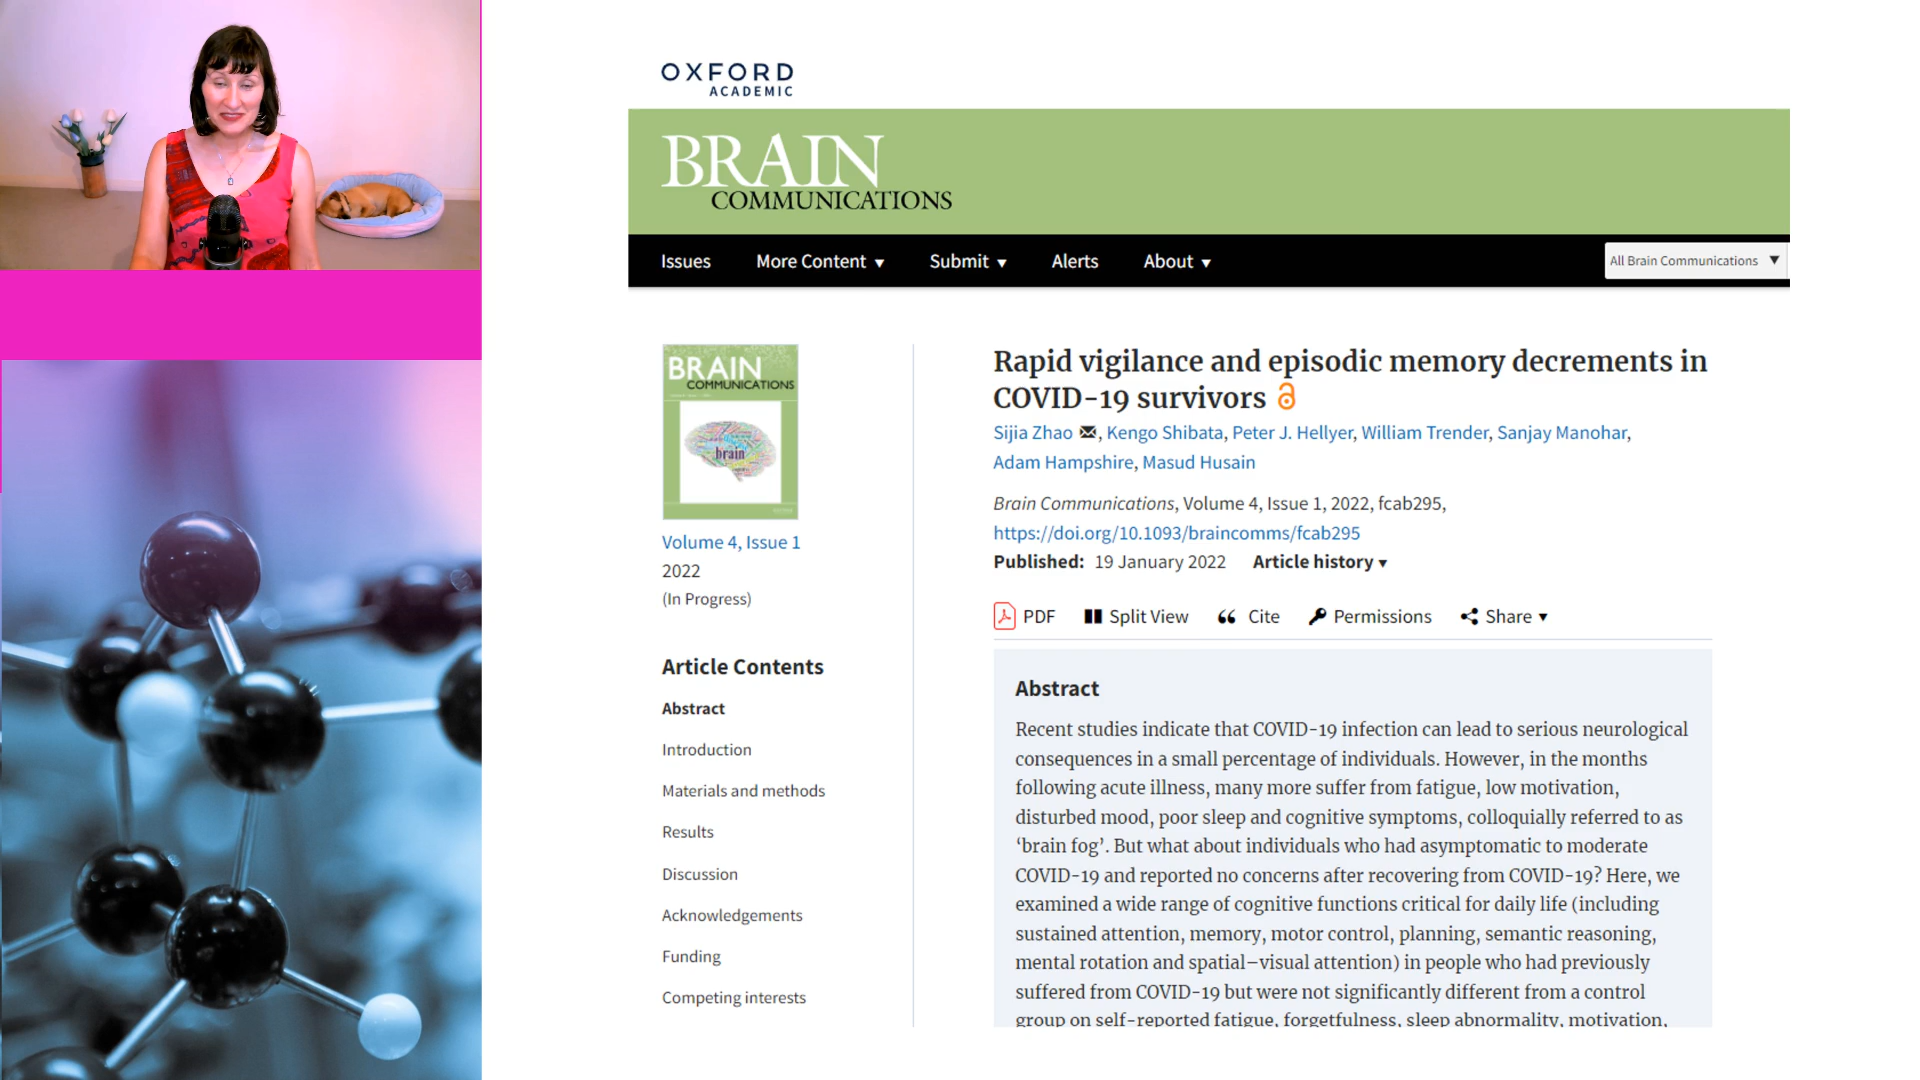 OXFORD
ACADEMIC
BRAIN
COMMUNICATIONS
Issues
More Content ▼
Submit ▼
Alerts
About ▼
All Brain Communications ▼
BRAIN
COMMUNICATIONS
brain
Volume 4, Issue 1
2022
(In Progress)
Article Contents
Abstract
Introduction
Materials and methods
Results
Discussion
Acknowledgements
Funding
Competing interests
Rapid vigilance and episodic memory decrements in
COVID-19 survivors
Sijia Zhao, Kengo Shibata, Peter J. Hellyer, William Trender, Sanjay Manohar,
Adam Hampshire, Masud Husain
Brain Communications, Volume 4, Issue 1, 2022, fcab295,
https://doi.org/10.1093/braincomms/fcab295
Published: 19 January 2022 Article history ▼
PDF
Split View
Cite
Permissions
Share ▼
Abstract
Recent studies indicate that COVID-19 infection can lead to serious neurological
consequences in a small percentage of individuals. However, in the months
following acute illness, many more suffer from fatigue, low motivation,
disturbed mood, poor sleep and cognitive symptoms, colloquially referred to as
‘brain fog’. But what about individuals who had asymptomatic to moderate
COVID-19 and reported no concerns after recovering from COVID-19? Here, we
examined a wide range of cognitive functions critical for daily life (including
sustained attention, memory, motor control, planning, semantic reasoning,
mental rotation and spatial–visual attention) in people who had previously
suffered from COVID-19 but were not significantly different from a control
group on self-reported fatigue, forgetfulness, sleep abnormality, motivation,